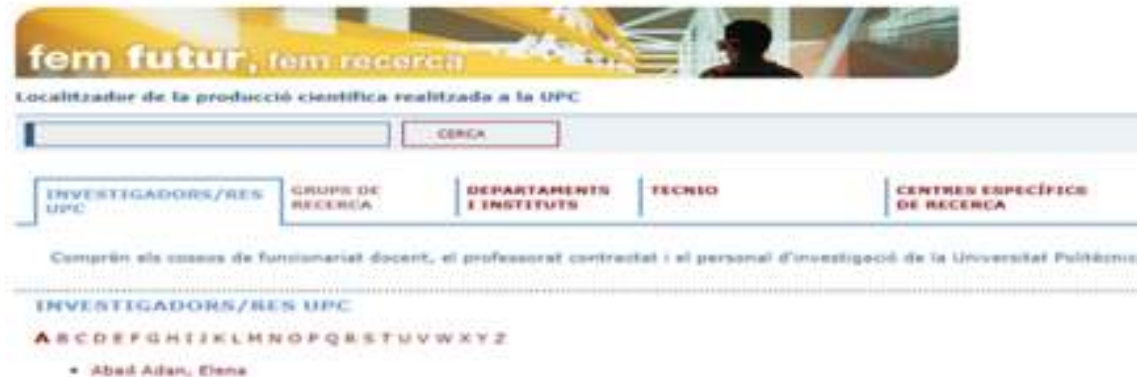 fem futur, fem recerca
Localitzador de la producció científica realitzada a la UPC
CERCA
INVESTIGADORS/RES UPC
GRUPS DE RECERCA
DEPARTAMENTS I INSTITUTS
TECNIO
CENTRES ESPECÍFICS DE RECERCA
Comprèn els cossos de funcionariat docent, el professorat contractat i el personal d'investigació de la Universitat Politècnic
INVESTIGADORS/RES UPC
A B C D E F G H I J K L M N O P Q R S T U V W X Y Z
• Abad Adan, Elena